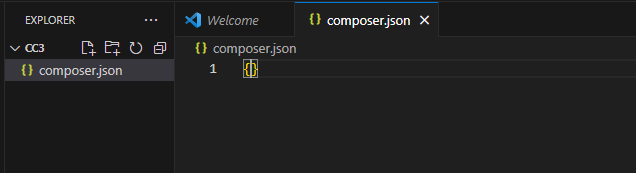 EXPLORER
...
Welcome
{} composer.json
CC3
{} composer.json
{} composer.json
1 {}